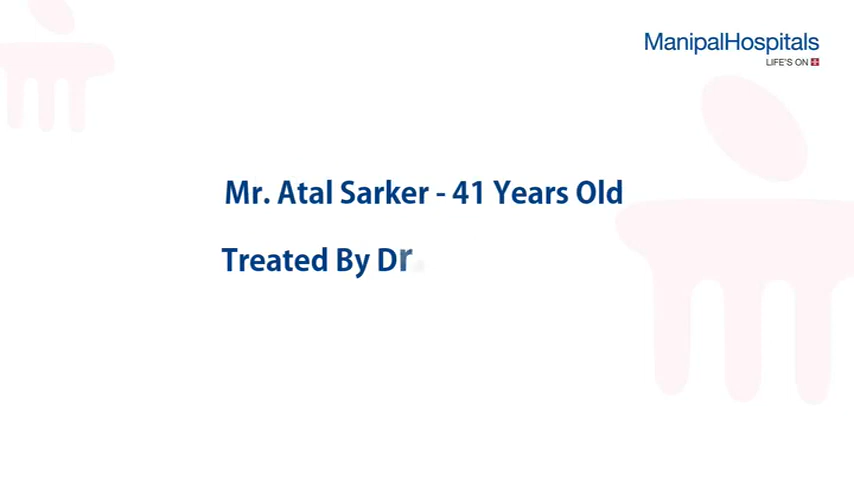 ManipalHospitals
LIFE'S ON
Mr. Atal Sarker - 41 Years Old
Treated By Dr.